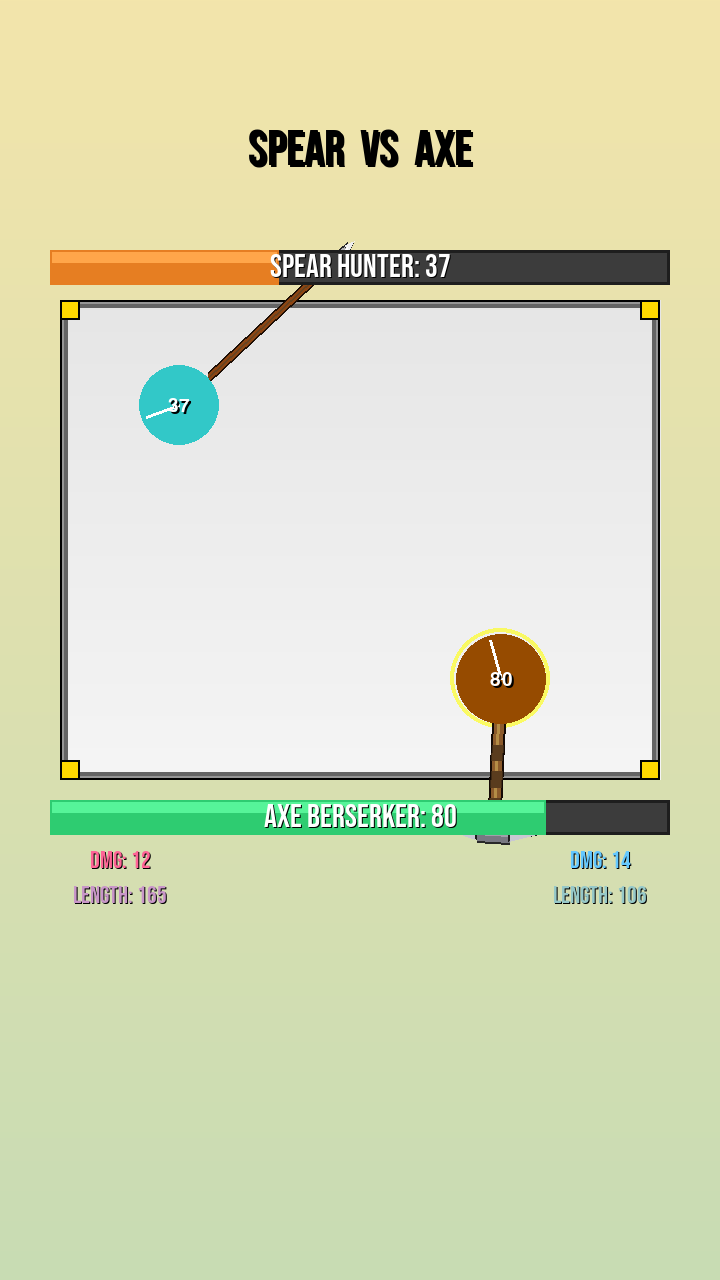 SPEAR VS AXE
SPEAR HUNTER: 37
37
80
AXE BERSERKER: 80
DMG: 12
DMG: 14
LENGTH: 165
LENGTH: 106